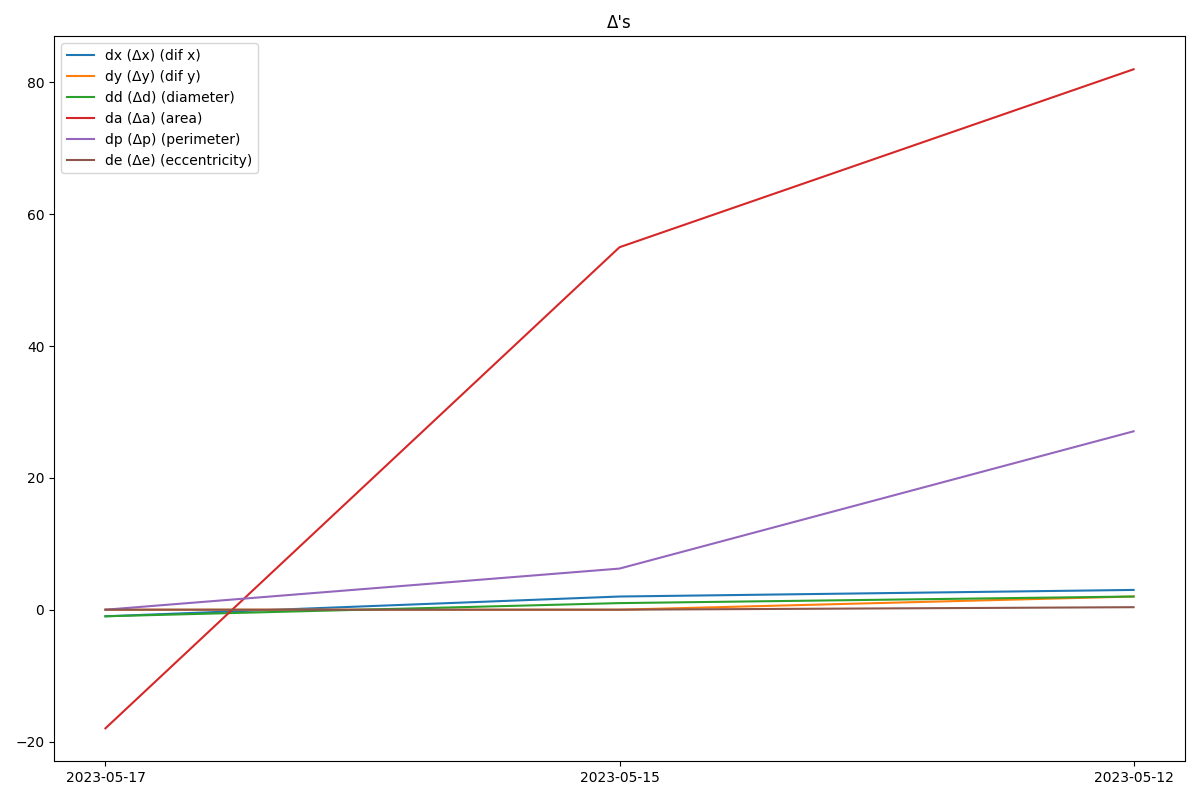 Δ's
dx (Δx) (dif x)
dy (Δy) (dif y)
dd (Δd) (diameter)
da (Δa) (area)
dp (Δp) (perimeter)
de (Δe) (eccentricity)
80
60
40
20
0
−20
2023-05-17
2023-05-15
2023-05-12